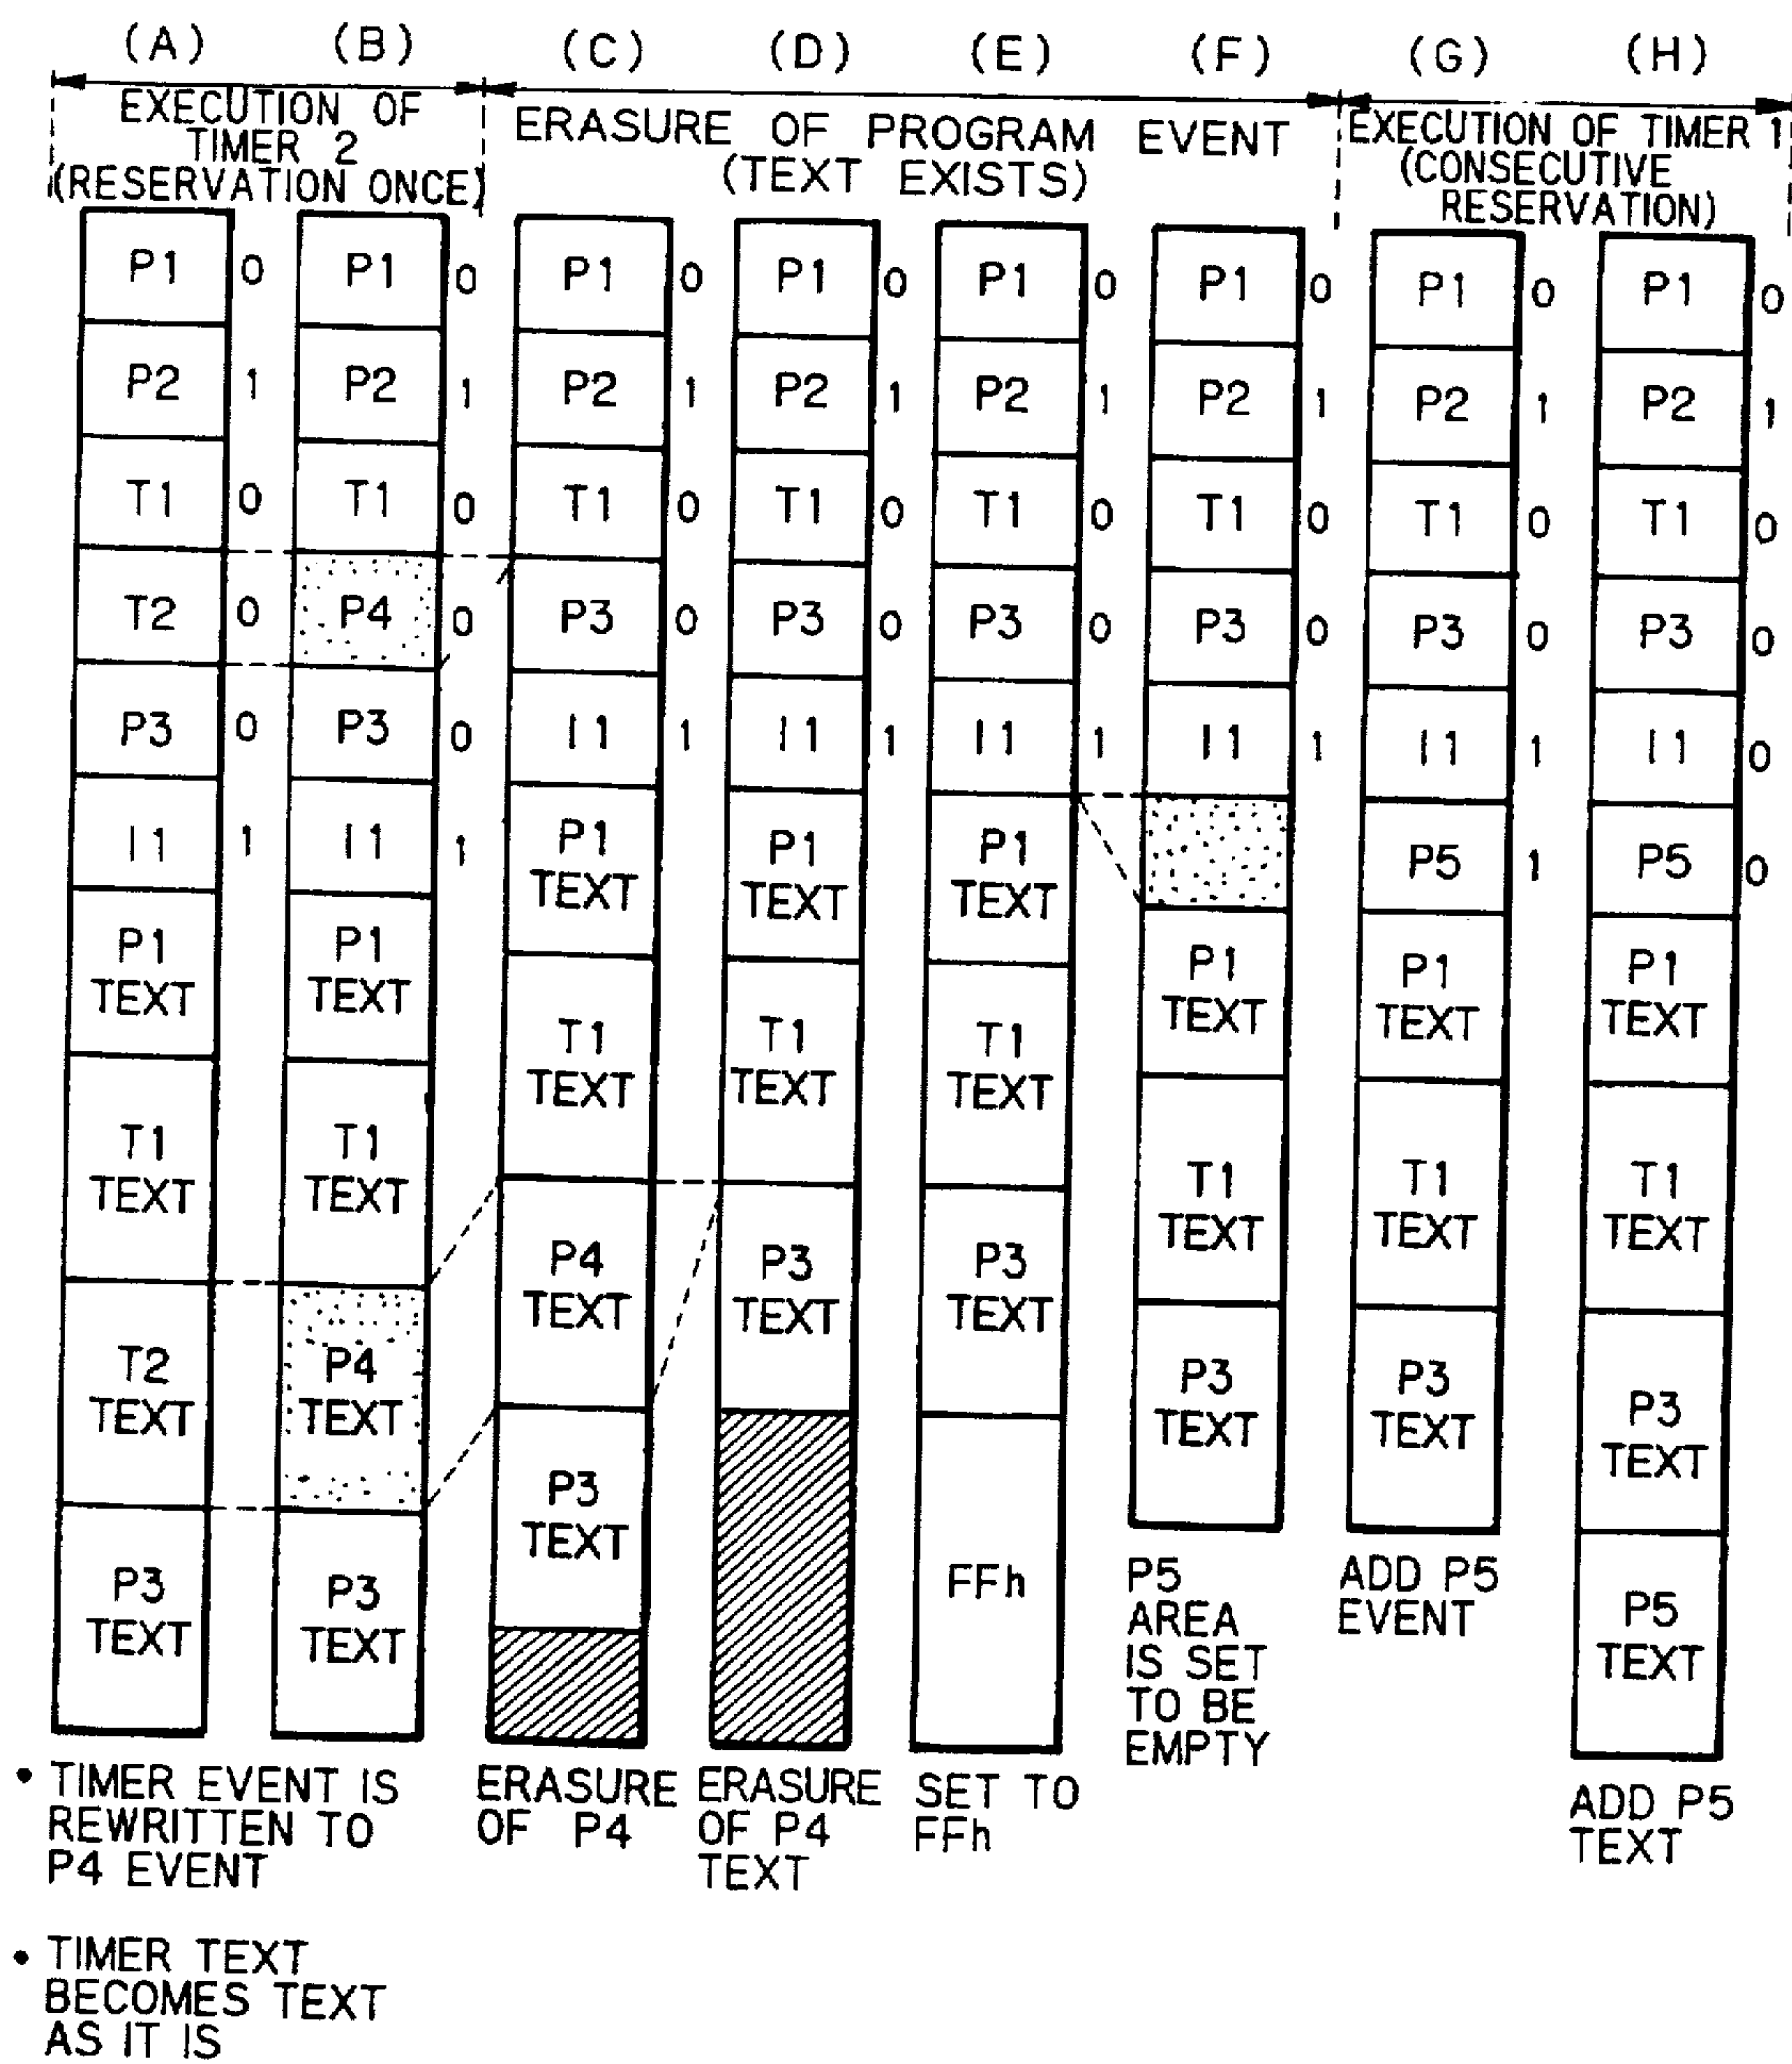 (A) (B) (C) (D) (E) (F) (G) (H)
EXECUTION OF
TIMER 2
(RESERVATION ONCE)
ERASURE OF PROGRAM EVENT
(TEXT EXISTS)
EXECUTION OF TIMER 1
(CONSECUTIVE
RESERVATION)
P1 0
P2 1
T1 0
T2 0
P3 0
I1 1
P1
TEXT
T1
TEXT
T2
TEXT
P3
TEXT
P1 0
P2 1
T1 0
P4 0
P3 0
I1 1
P1
TEXT
T1
TEXT
P4
TEXT
P3
TEXT
• TIMER EVENT IS
REWRITTEN TO
P4 EVENT
• TIMER TEXT
BECOMES TEXT
AS IT IS
P1 0
P2 1
T1 0
P3 0
I1 1
P1
TEXT
T1
TEXT
P4
TEXT
P3
TEXT
ERASURE
OF P4
P1 0
P2 1
T1 0
P3 0
I1 1
P1
TEXT
T1
TEXT
P3
TEXT
ERASURE
OF P4
TEXT
P1 0
P2 1
T1 0
P3 0
I1 1
P1
TEXT
T1
TEXT
P3
TEXT
FFh
SET TO
FFh
P1 0
P2 1
T1 0
P3 0
I1 1
P1
TEXT
T1
TEXT
P3
TEXT
P5
AREA
IS SET
TO BE
EMPTY
P1 0
P2 1
T1 0
P3 0
I1 1
P5 1
P1
TEXT
T1
TEXT
P3
TEXT
ADD P5
EVENT
P1 0
P2 1
T1 0
P3 0
I1 0
P5 0
P1
TEXT
T1
TEXT
P3
TEXT
P5
TEXT
ADD P5
TEXT